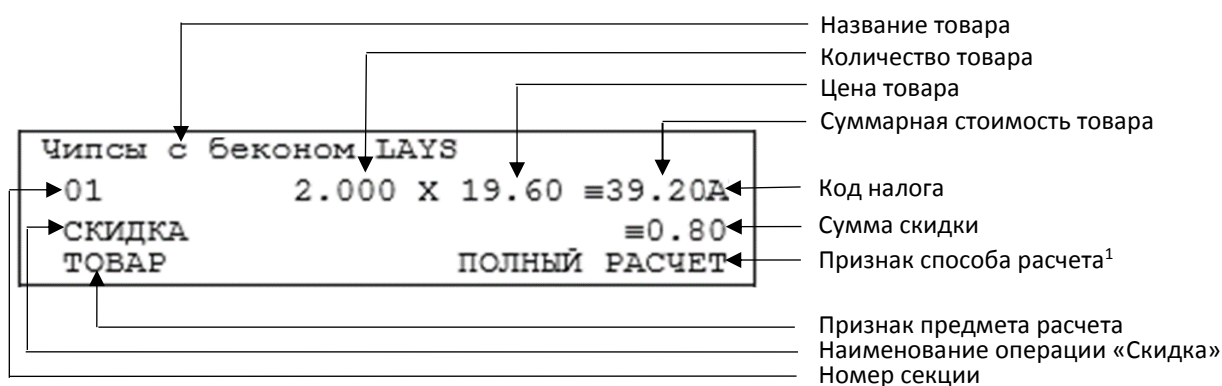 Название товара
Количество товара
Цена товара
Суммарная стоимость товара
Чипсы с беконом LAYS
01 2.000 X 19.60 ≡39.20А
Код налога
СКИДКА ≡0.80
Сумма скидки
ТОВАР ПОЛНЫЙ РАСЧЕТ
Признак способа расчета¹
Признак предмета расчета
Наименование операции «Скидка»
Номер секции